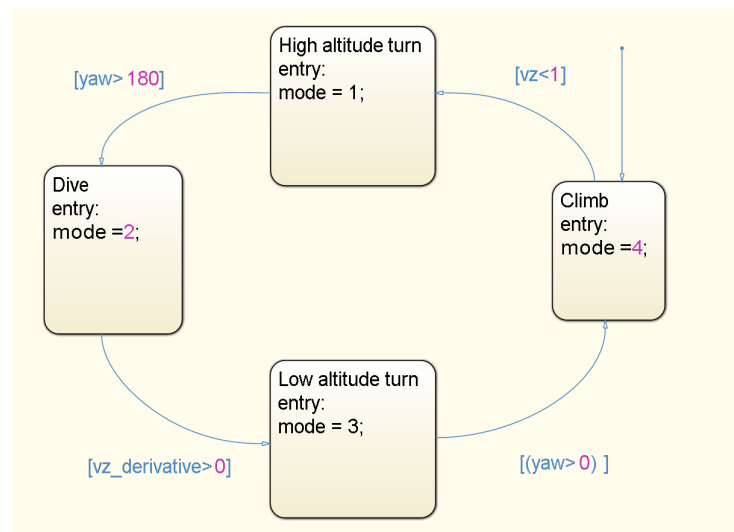 High altitude turn
entry:
mode = 1;
[yaw> 180]
[vz<1]
Dive
entry:
mode =2;
Climb
entry:
mode =4;
Low altitude turn
entry:
mode = 3;
[vz_derivative>0]
[(yaw> 0) ]